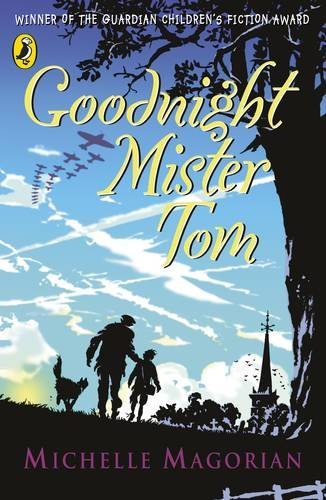 WINNER OF THE GUARDIAN CHILDREN'S FICTION AWARD
Goodnight
Mister
Tom
MICHELLE MAGORIAN